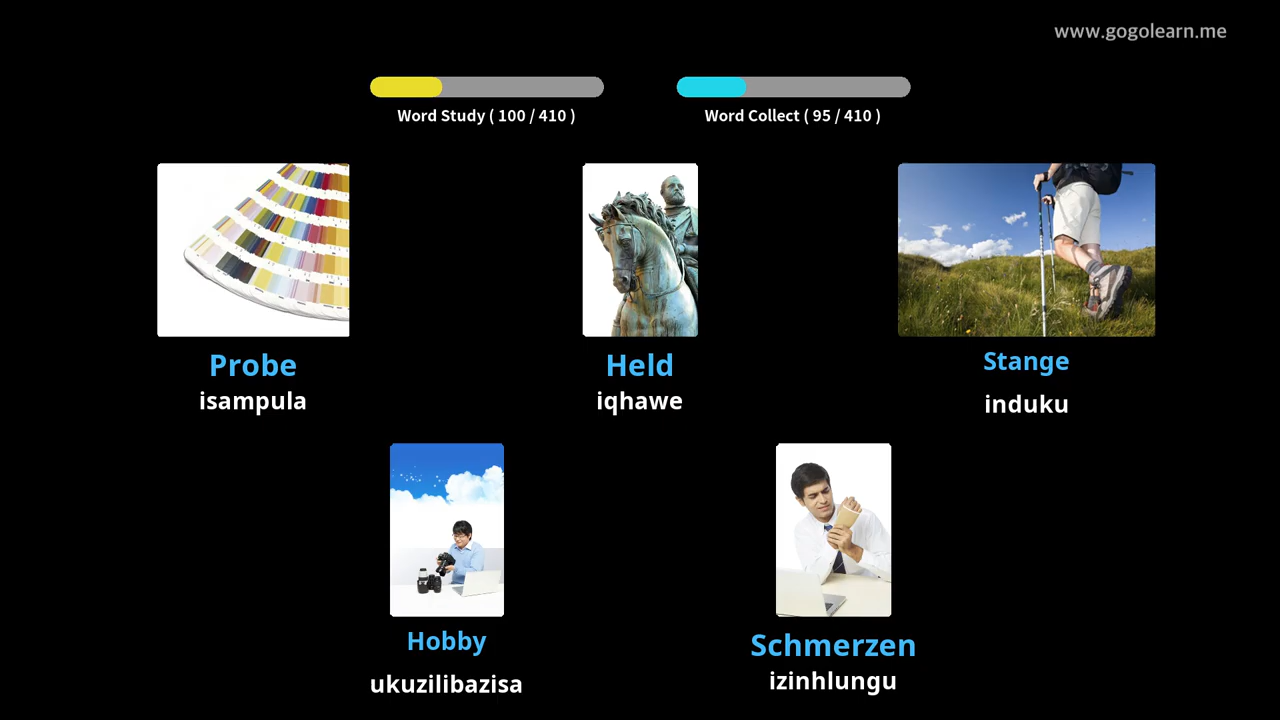 www.gogolearn.me
Word Study ( 100 / 410 )
Word Collect ( 95 / 410 )
Probe
isampula
Held
iqhawe
Stange
induku
Hobby
ukuzilibazisa
Schmerzen
izinhlungu